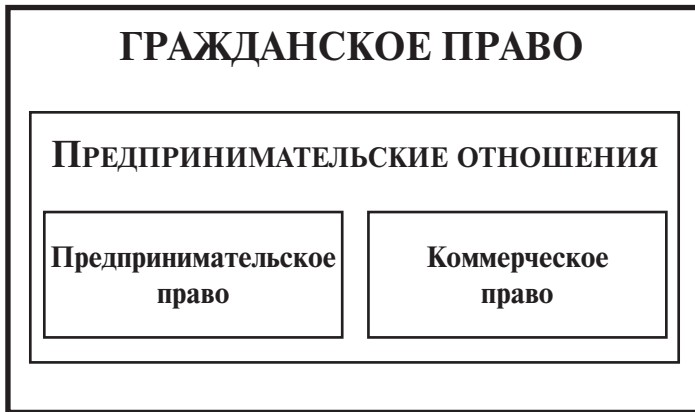 ГРАЖДАНСКОЕ ПРАВО
ПРЕДПРИНИМАТЕЛЬСКИЕ ОТНОШЕНИЯ
Предпринимательское
право
Коммерческое
право